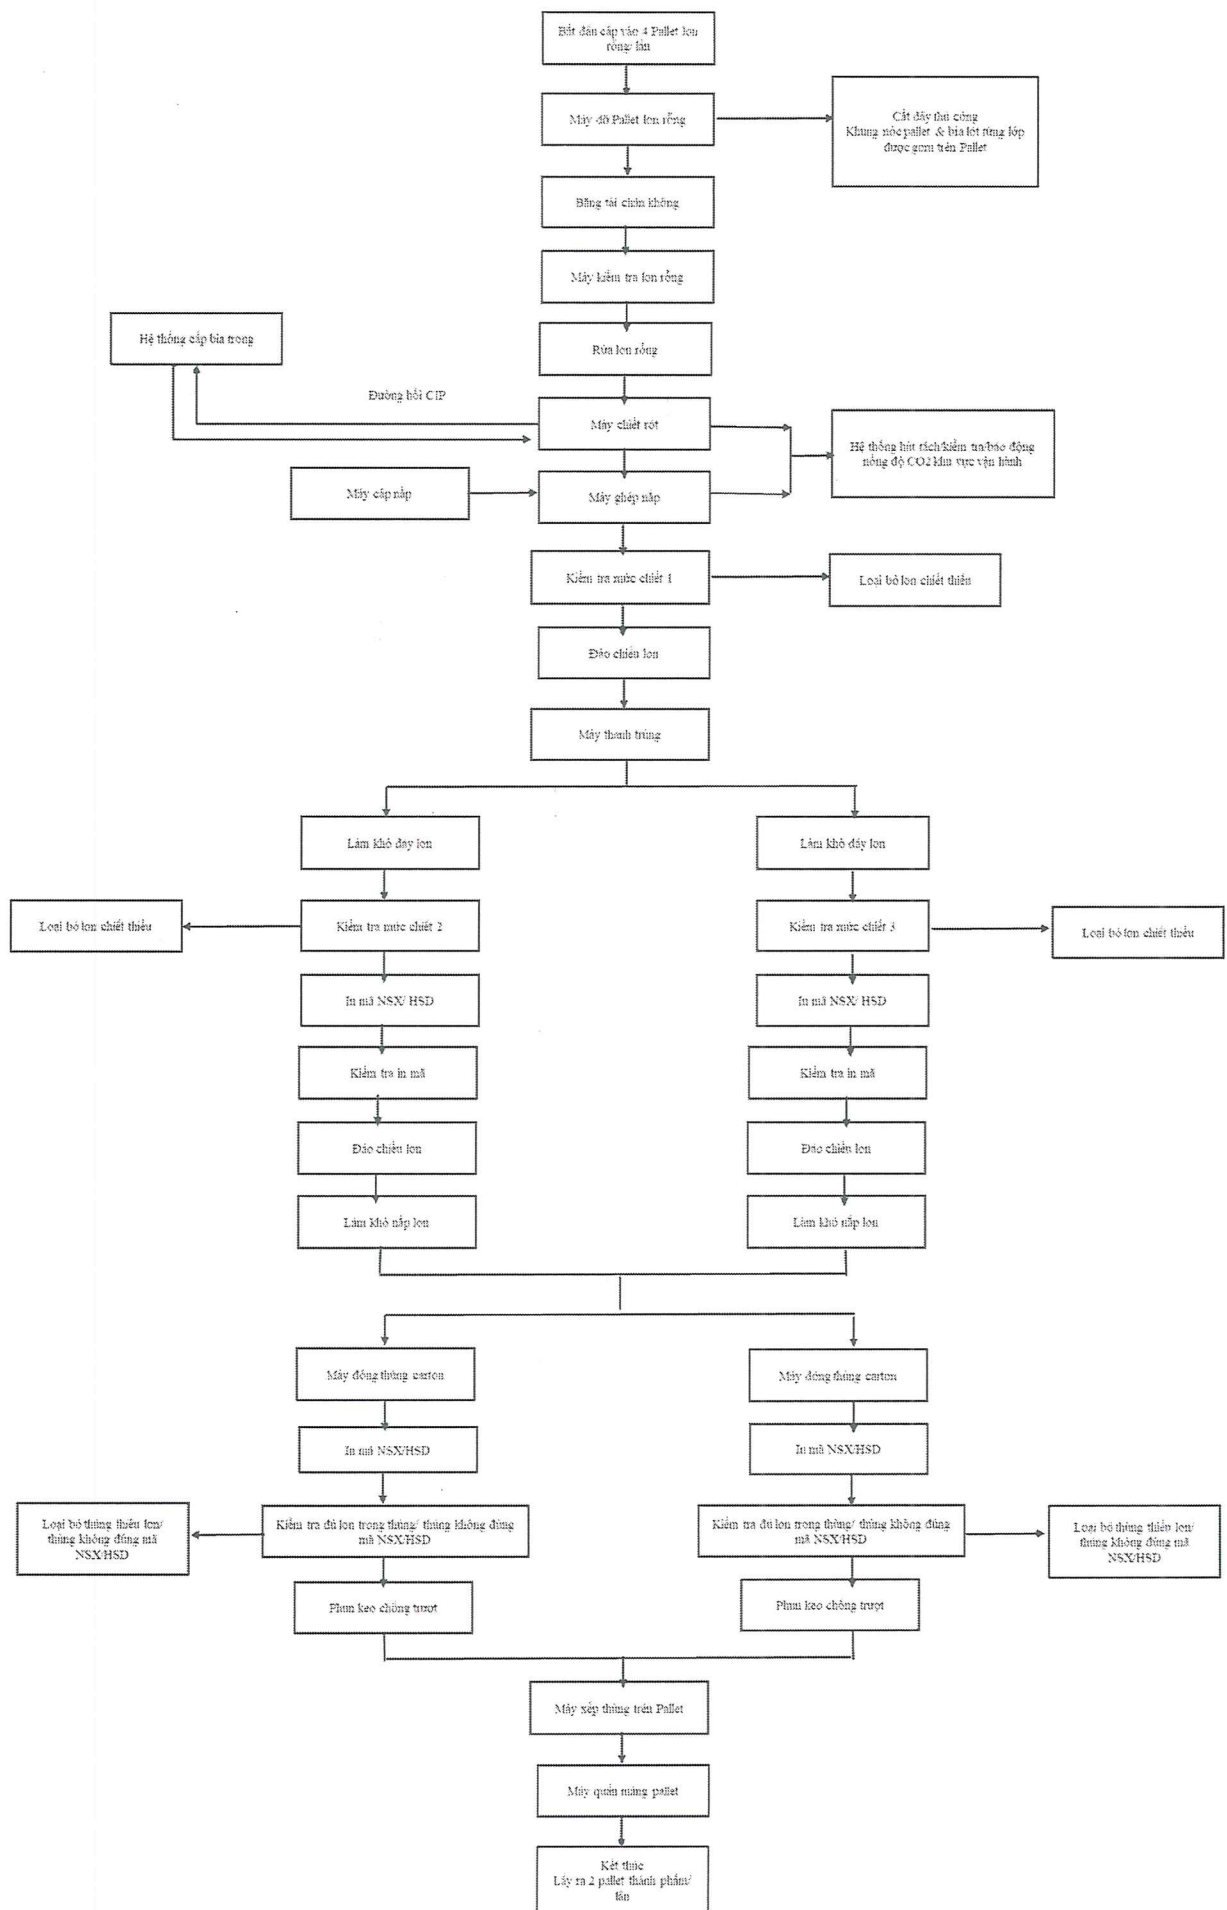 Bắt đầu cấp vào 4 Pallet lon
rỗng/ lần
Máy dỡ Pallet lon rỗng
Cắt dây thủ công
Khung nóc pallet & bìa lót từng lớp
được gom trên Pallet
Băng tải chân không
Máy kiểm tra lon rỗng
Hệ thống cấp bia trong
Rửa lon rỗng
Đường hồi CIP
Máy chiết rót
Hệ thống hút tách/kiểm tra/báo động
nồng độ CO2 khu vực vận hành
Máy cấp nắp
Máy ghép nắp
Kiểm tra mức chiết 1
Loại bỏ lon chiết thiếu
Đảo chiều lon
Máy thanh trùng
Làm khô đáy lon
Làm khô đáy lon
Loại bỏ lon chiết thiếu
Kiểm tra mức chiết 2
Kiểm tra mức chiết 3
Loại bỏ lon chiết thiếu
In mã NSX/ HSD
In mã NSX/ HSD
Kiểm tra in mã
Kiểm tra in mã
Đảo chiều lon
Đảo chiều lon
Làm khô nắp lon
Làm khô nắp lon
Máy đóng thùng carton
Máy đóng thùng carton
In mã NSX/HSD
In mã NSX/HSD
Loại bỏ thùng thiếu lon/
thùng không đúng mã
NSX/HSD
Kiểm tra đủ lon trong thùng/ thùng không đúng
mã NSX/HSD
Kiểm tra đủ lon trong thùng/ thùng không đúng
mã NSX/HSD
Loại bỏ thùng thiếu lon/
thùng không đúng mã
NSX/HSD
Phun keo chống trượt
Phun keo chống trượt
Máy xếp thùng trên Pallet
Máy quấn màng pallet
Kết thúc
Lấy ra 2 pallet thành phẩm/
lần